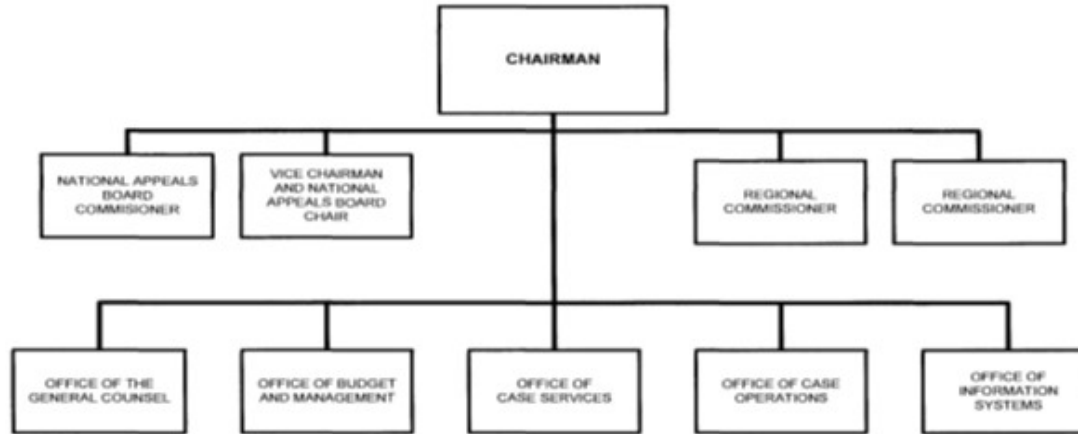 CHAIRMAN
NATIONAL APPEALS
BOARD
COMMISIONER
VICE CHAIRMAN
AND NATIONAL
APPEALS BOARD
CHAIR
REGIONAL
COMMISSIONER
REGIONAL
COMMISSIONER
OFFICE OF THE
GENERAL COUNSEL
OFFICE OF BUDGET
AND MANAGEMENT
OFFICE OF
CASE SERVICES
OFFICE OF CASE
OPERATIONS
OFFICE OF
INFORMATION
SYSTEMS